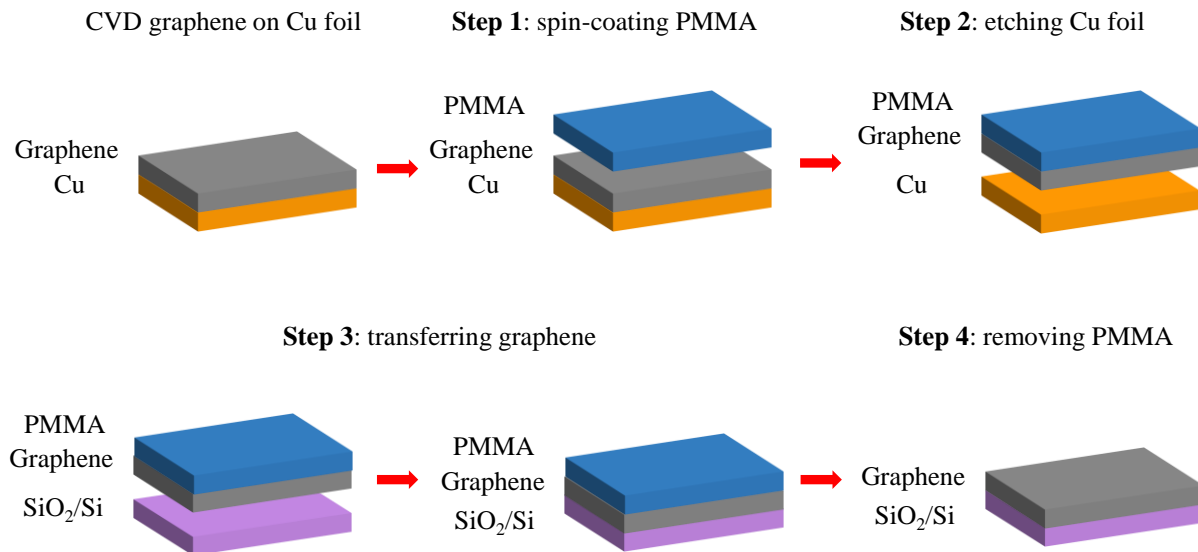 CVD graphene on Cu foil
Step 1: spin-coating PMMA
Step 2: etching Cu foil
Graphene
Cu
PMMA
Graphene
Cu
PMMA
Graphene
Cu
Step 3: transferring graphene
Step 4: removing PMMA
PMMA
Graphene
SiO₂/Si
PMMA
Graphene
SiO₂/Si
Graphene
SiO₂/Si